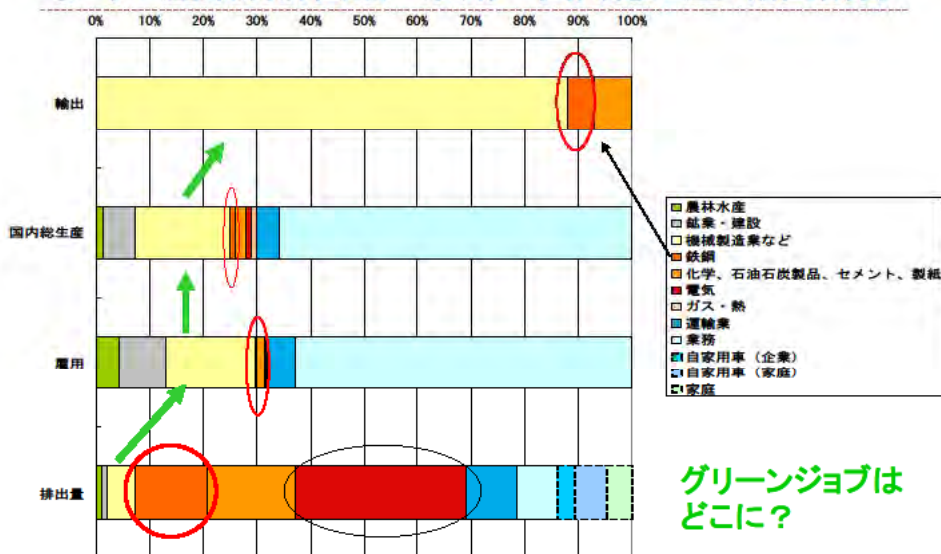 0% 10% 20% 30% 40% 50% 60% 70% 80% 90% 100%
輸出
国内総生産
雇用
排出量
農林水産
鉱業・建設
機械製造業など
鉄鋼
化学、石油石炭製品、セメント、製紙
電気
ガス・熱
運輸業
業務
自家用車（企業）
自家用車（家庭）
家庭
グリーンジョブは
どこに？